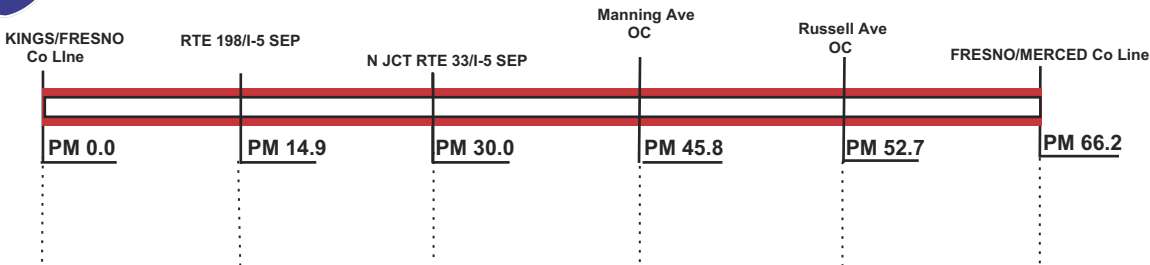 KINGS/FRESNO
Co LIne
RTE 198/I-5 SEP
N JCT RTE 33/I-5 SEP
Manning Ave
OC
Russell Ave
OC
FRESNO/MERCED Co Line
PM 0.0
PM 14.9
PM 30.0
PM 45.8
PM 52.7
PM 66.2